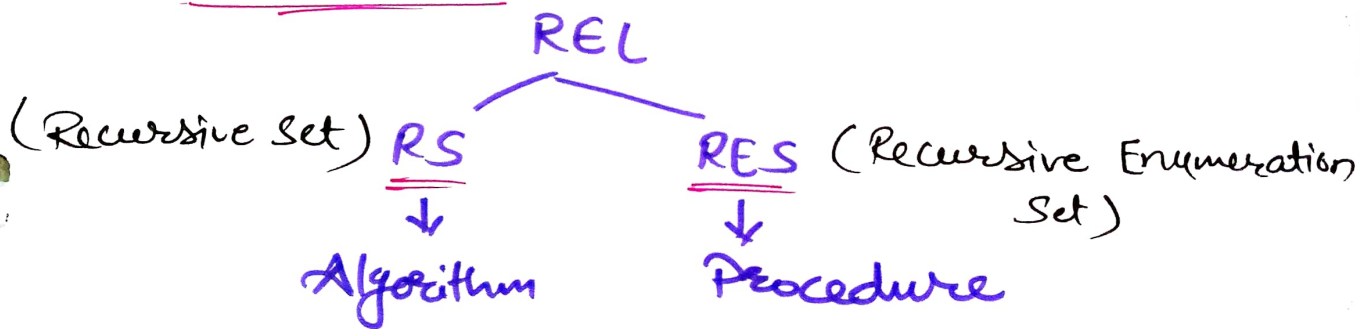 REL
(Recursive Set) RS RES (Recursive Enumeration
Set)
Algorithm Procedure